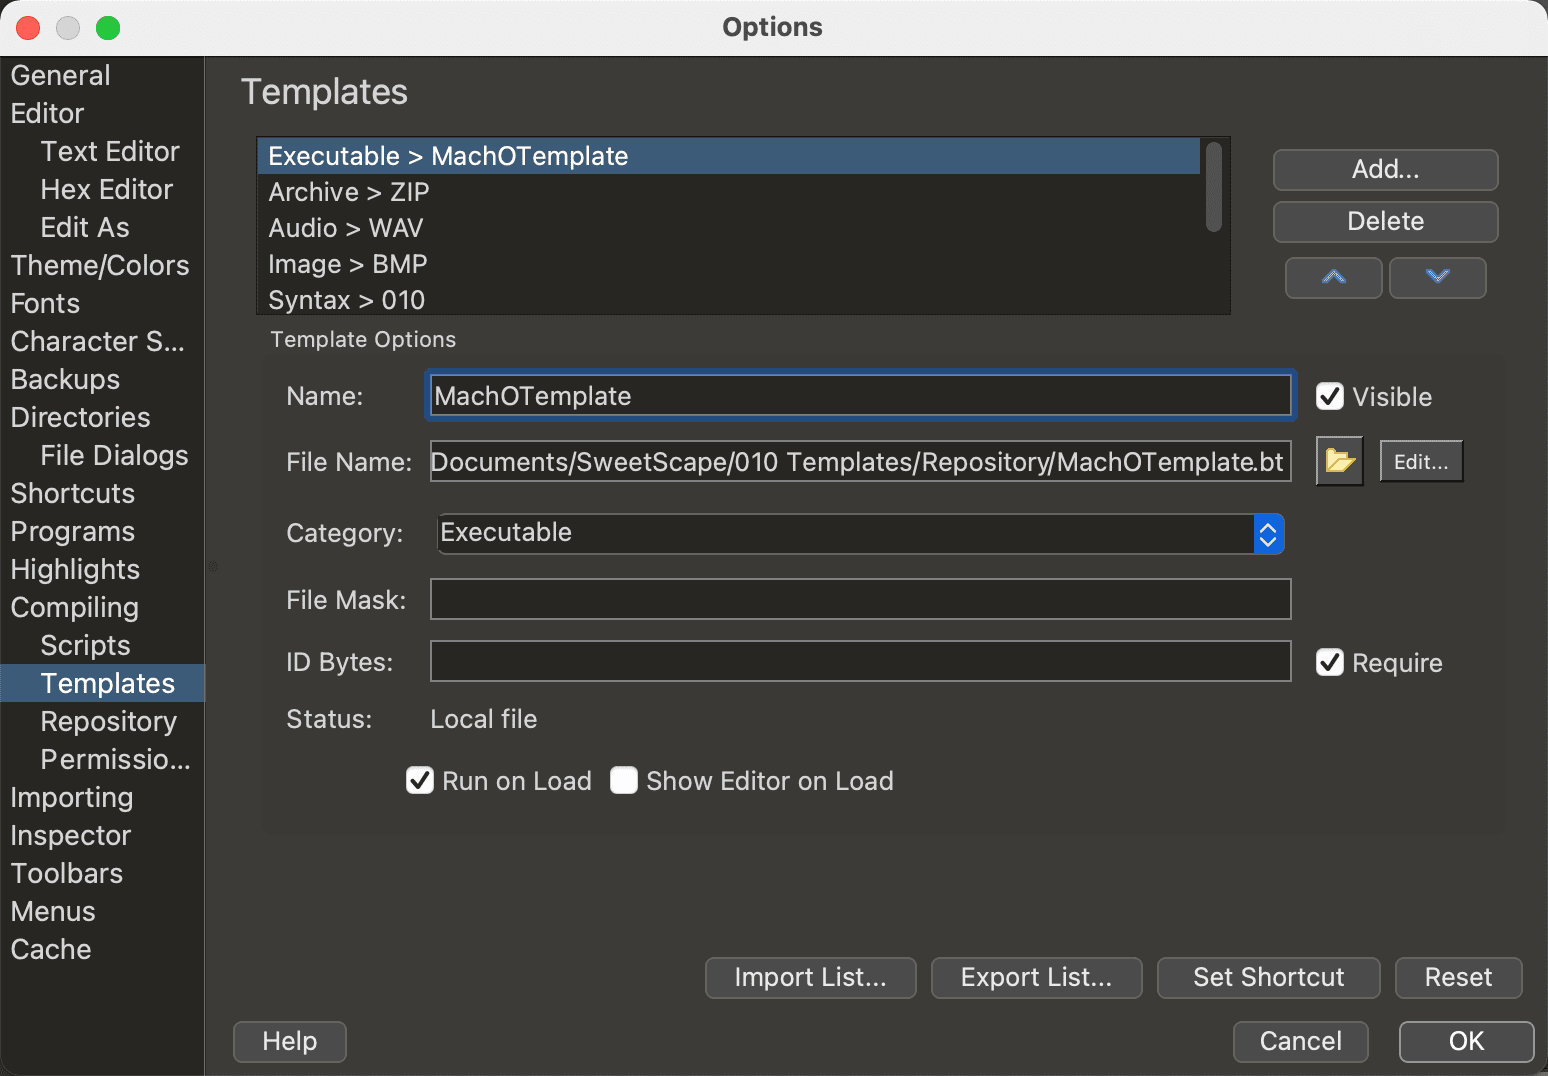 Options
General
Editor
Text Editor
Hex Editor
Edit As
Theme/Colors
Fonts
Character S...
Backups
Directories
File Dialogs
Shortcuts
Programs
Highlights
Compiling
Scripts
Templates
Repository
Permissio...
Importing
Inspector
Toolbars
Menus
Cache
Templates
Executable > MachOTemplate
Archive > ZIP
Audio > WAV
Image > BMP
Syntax > 010
Add...
Delete
Template Options
Name: MachOTemplate Visible
File Name: Documents/SweetScape/010 Templates/Repository/MachOTemplate.bt Edit...
Category: Executable
File Mask:
ID Bytes: Require
Status: Local file
Run on Load Show Editor on Load
Import List... Export List... Set Shortcut Reset
Help Cancel OK